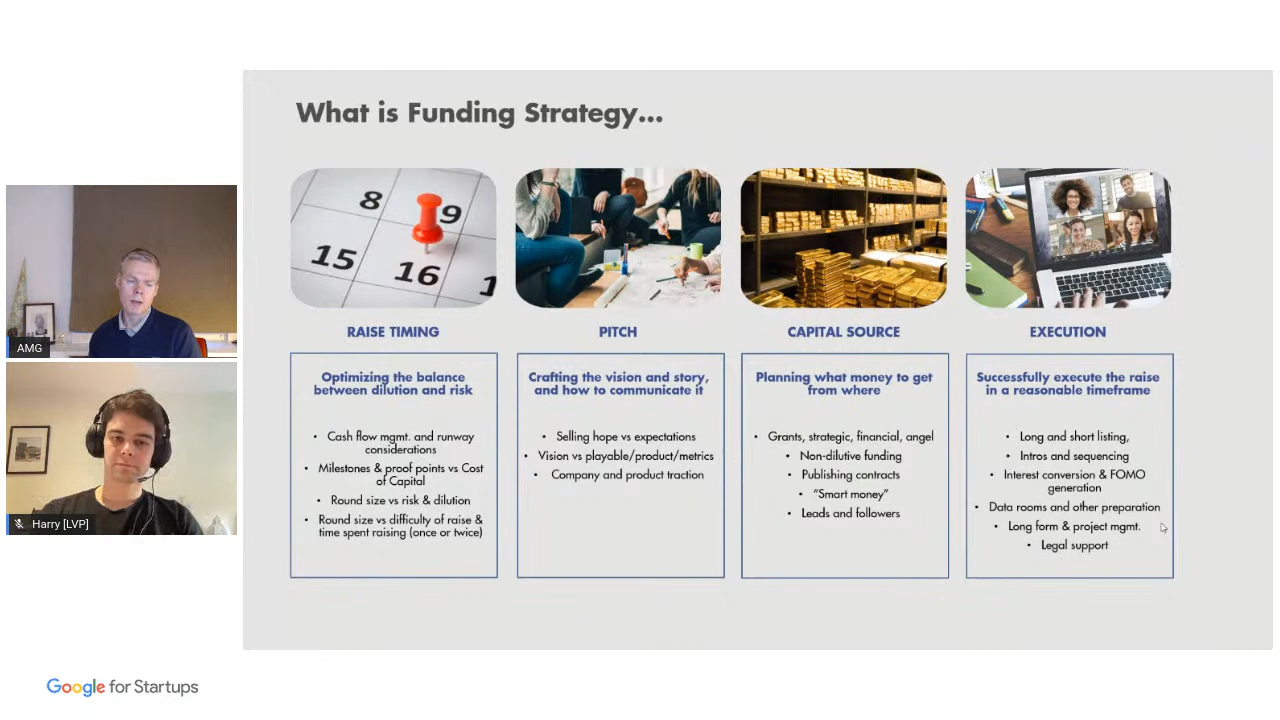 What is Funding Strategy...
8
9
15
16
1
RAISE TIMING
PITCH
CAPITAL SOURCE
EXECUTION
Optimizing the balance
between dilution and risk
• Cash flow mgmt. and runway
considerations
• Milestones & proof points vs Cost
of Capital
• Round size vs risk & dilution
• Round size vs difficulty of raise &
time spent raising (once or twice)
Crafting the vision and story,
and how to communicate it
• Selling hope vs expectations
• Vision vs playable/product/metrics
• Company and product traction
Planning what money to get
from where
• Grants, strategic, financial, angel
• Non-dilutive funding
• Publishing contracts
• “Smart money”
• Leads and followers
Successfully execute the raise
in a reasonable timeframe
• Long and short listing,
• Intros and sequencing
• Interest conversion & FOMO
generation
• Data rooms and other preparation
• Long form & project mgmt.
• Legal support
AMG
Harry [LVP]
Google for Startups